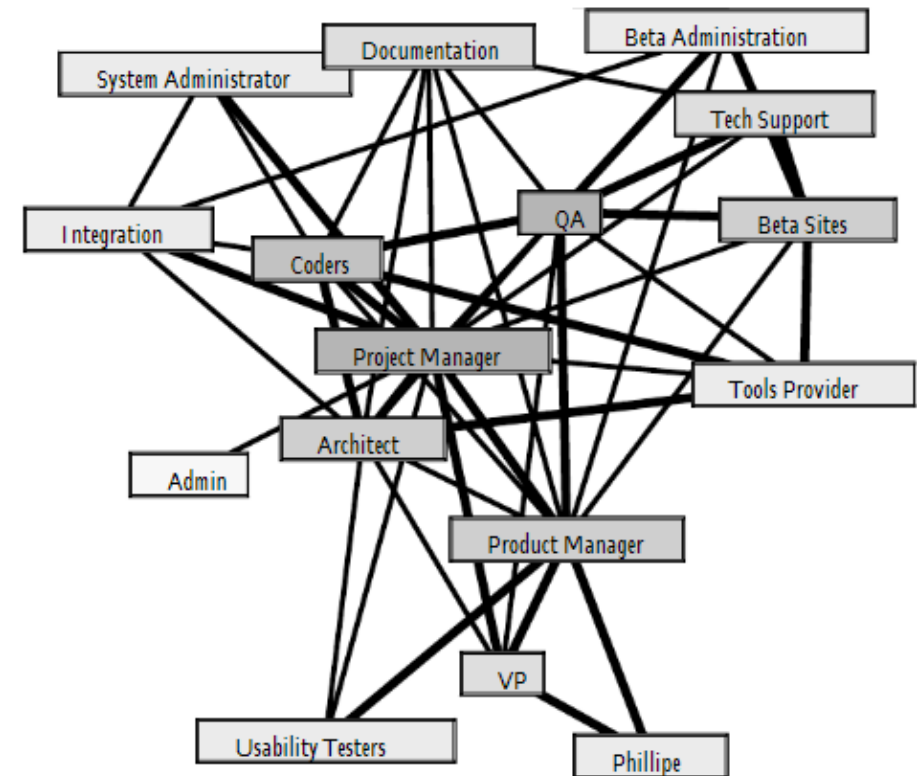 Documentation
Beta Administration
System Administrator
Tech Support
QA
Beta Sites
Integration
Coders
Project Manager
Tools Provider
Architect
Admin
Product Manager
VP
Usability Testers
Phillipe